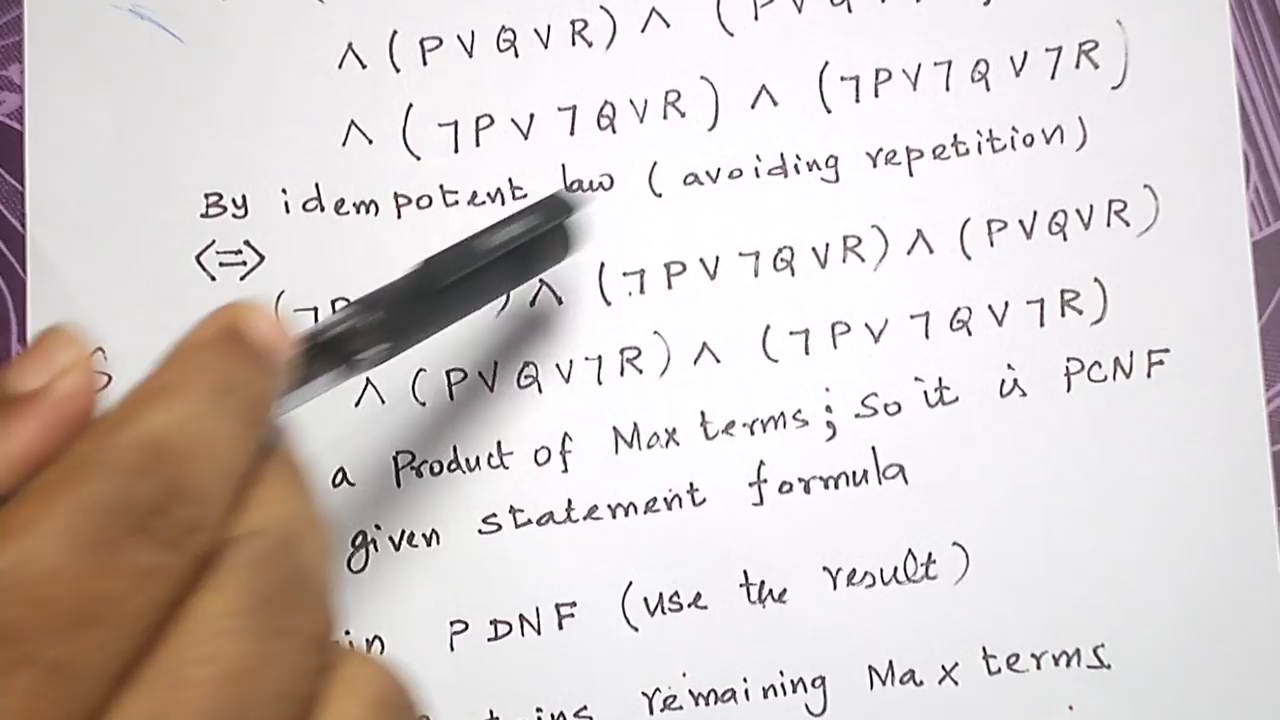 ∧ (P ∨ Q ∨ R) ∧ (P ∨
∧ (¬P ∨ ¬Q ∨ R) ∧ (¬P ∨ ¬Q ∨ ¬R)
By idempotent law (avoiding repetition)
<=>
(¬P ) ∧ (¬P ∨ ¬Q ∨ R) ∧ (P ∨ Q ∨ R)
∧ (P ∨ Q ∨ ¬R) ∧ (¬P ∨ ¬Q ∨ ¬R)
a Product of Max terms; So it is PCNF
given statement formula
in PDNF (use the result)
remaining Max terms